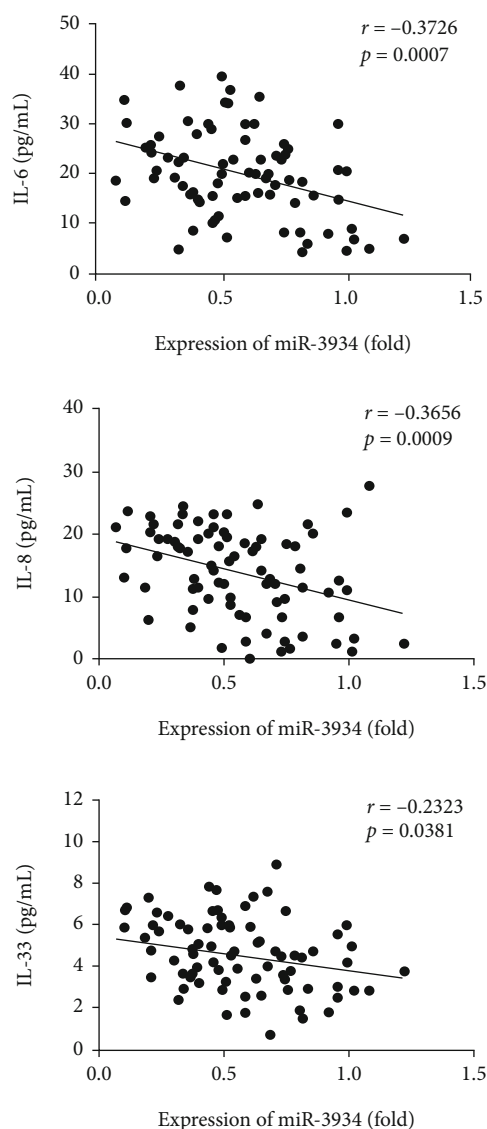 r = –0.3726
p = 0.0007
IL-6 (pg/mL)
50
40
30
20
10
0
0.0 0.5 1.0 1.5
Expression of miR-3934 (fold)
r = –0.3656
p = 0.0009
IL-8 (pg/mL)
40
30
20
10
0
0.0 0.5 1.0 1.5
Expression of miR-3934 (fold)
r = –0.2323
p = 0.0381
IL-33 (pg/mL)
12
10
8
6
4
2
0
0.0 0.5 1.0 1.5
Expression of miR-3934 (fold)